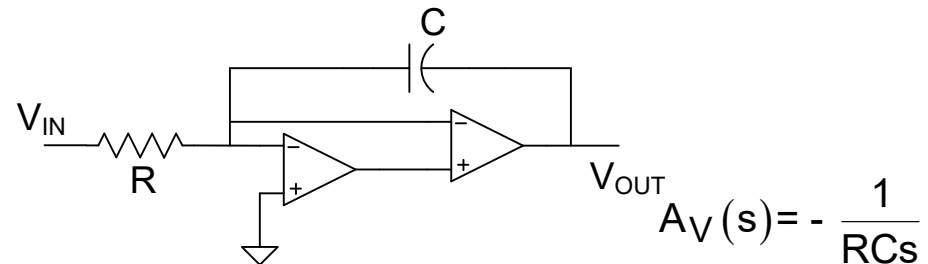 C
V_IN
R
−
+
−
+
V_OUT
A_V(s) = - 1/RCs